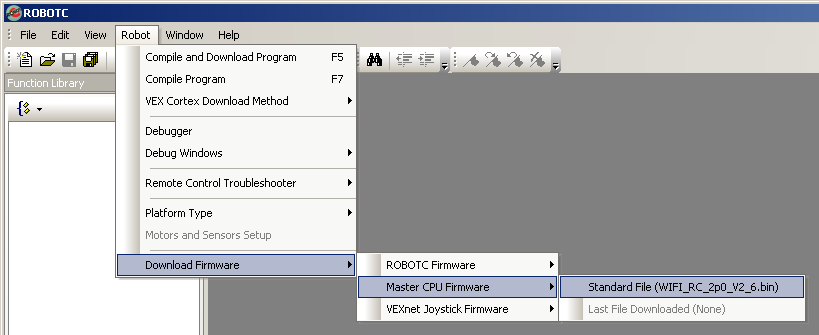 ROBOTC
File Edit View Robot Window Help
Function Library
Compile and Download Program F5
Compile Program F7
VEX Cortex Download Method
Debugger
Debug Windows
Remote Control Troubleshooter
Platform Type
Motors and Sensors Setup
Download Firmware
ROBOTC Firmware
Master CPU Firmware
VEXnet Joystick Firmware
Standard File (WIFI_RC_2p0_V2_6.bin)
Last File Downloaded (None)